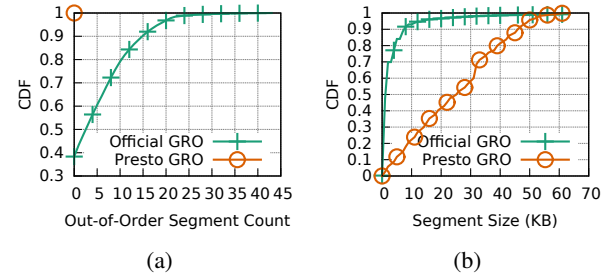 1
0.9
0.8
0.7
0.6
0.5
0.4
0.3
CDF
Official GRO
Presto GRO
0 5 10 15 20 25 30 35 40 45
Out-of-Order Segment Count
(a)
1
0.9
0.8
0.7
0.6
0.5
0.4
0.3
0.2
0.1
0
CDF
Official GRO
Presto GRO
0 10 20 30 40 50 60 70
Segment Size (KB)
(b)